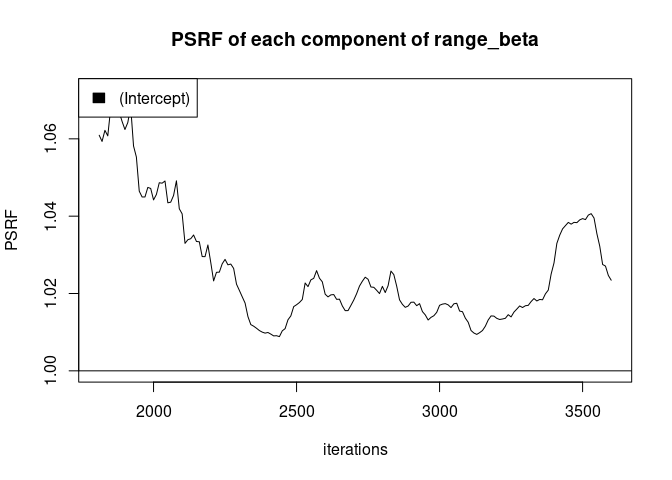 PSRF of each component of range_beta
(Intercept)
PSRF
1.06
1.04
1.02
1.00
2000 2500 3000 3500
iterations